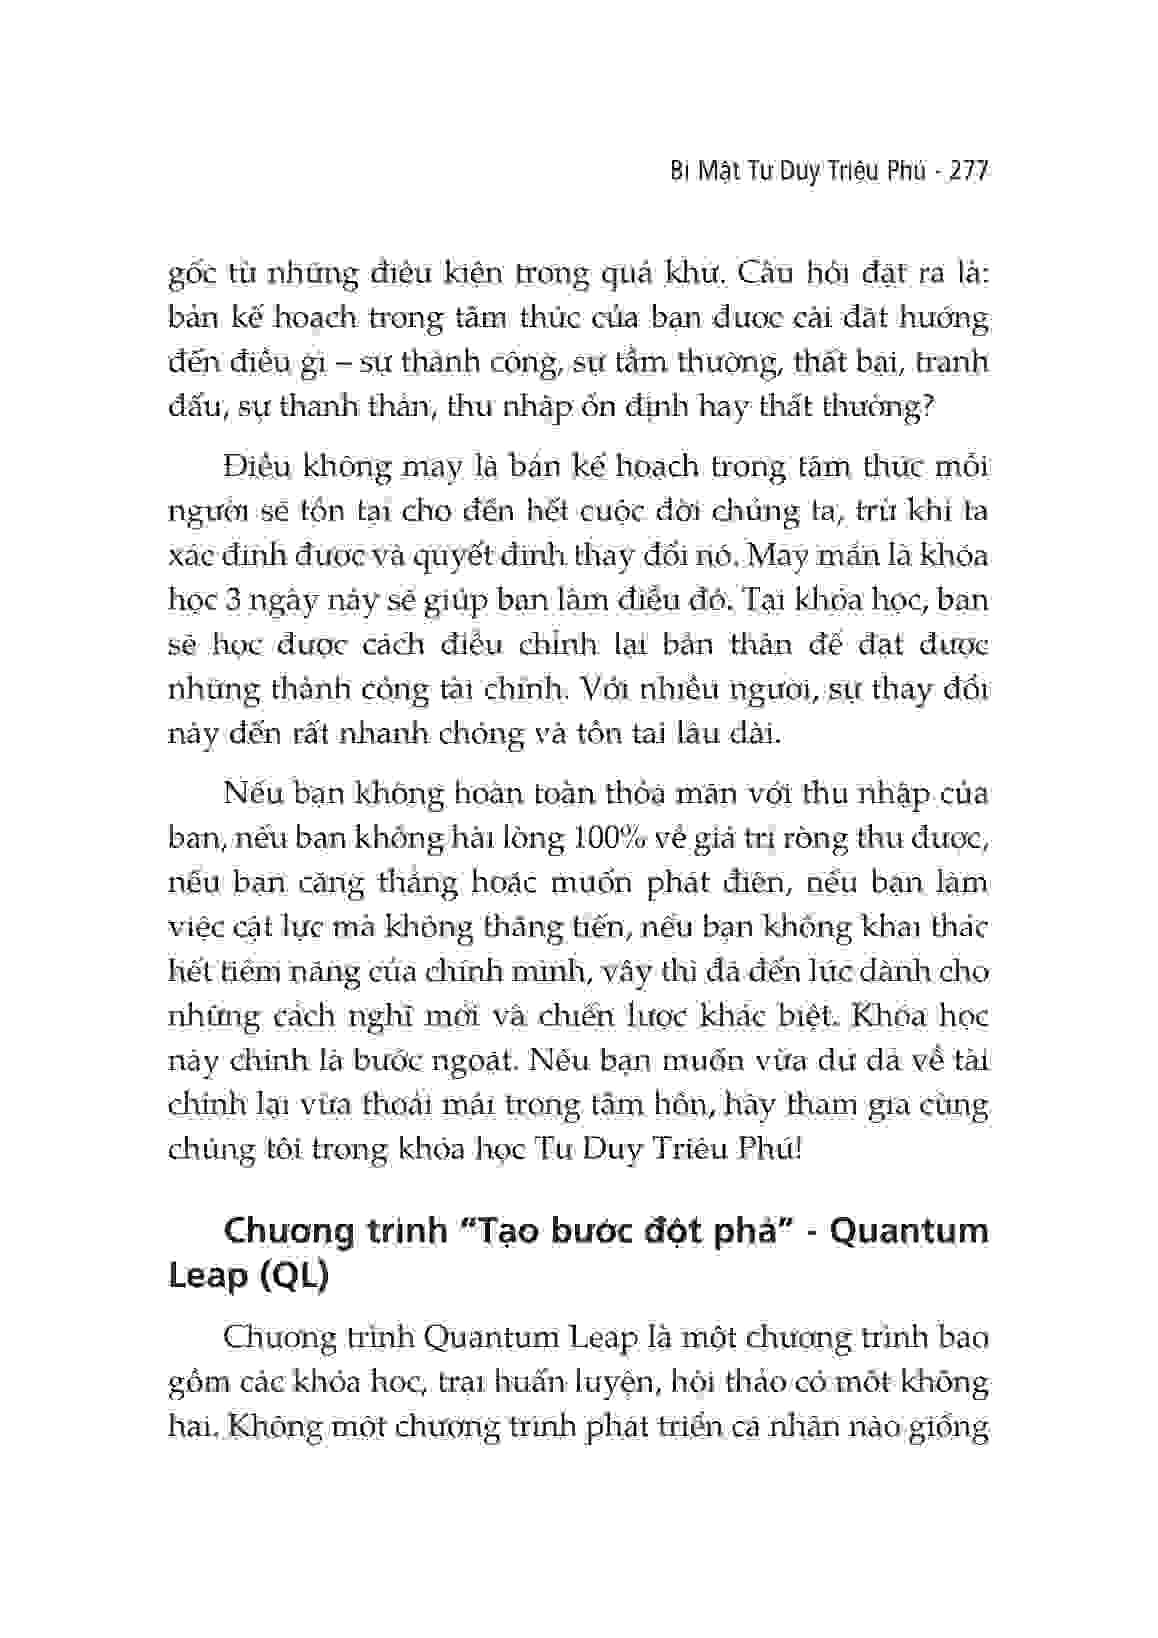 Bí Mật Tư Duy Triệu Phú - 277
gốc từ những điều kiện trong quá khứ. Câu hỏi đặt ra là:
bản kế hoạch trong tâm thức của bạn được cài đặt hướng
đến điều gì – sự thành công, sự tầm thường, thất bại, tranh
đấu, sự thanh thản, thu nhập ổn định hay thất thường?
Điều không may là bản kế hoạch trong tâm thức mỗi
người sẽ tồn tại cho đến hết cuộc đời chúng ta, trừ khi ta
xác định được và quyết định thay đổi nó. May mắn là khóa
học 3 ngày này sẽ giúp bạn làm điều đó. Tại khóa học, bạn
sẽ học được cách điều chỉnh lại bản thân để đạt được
những thành công tài chính. Với nhiều người, sự thay đổi
này đến rất nhanh chóng và tồn tại lâu dài.
Nếu bạn không hoàn toàn thỏa mãn với thu nhập của
bạn, nếu bạn không hài lòng 100% về giá trị ròng thu được,
nếu bạn căng thẳng hoặc muốn phát điên, nếu bạn làm
việc cật lực mà không thăng tiến, nếu bạn không khai thác
hết tiềm năng của chính mình, vậy thì đã đến lúc dành cho
những cách nghĩ mới và chiến lược khác biệt. Khóa học
này chính là bước ngoặt. Nếu bạn muốn vừa dư dả về tài
chính lại vừa thoải mái trong tâm hồn, hãy tham gia cùng
chúng tôi trong khóa học Tư Duy Triệu Phú!
Chương trình “Tạo bước đột phá” - Quantum
Leap (QL)
Chương trình Quantum Leap là một chương trình bao
gồm các khóa học, trại huấn luyện, hội thảo có một không
hai. Không một chương trình phát triển cá nhân nào giống